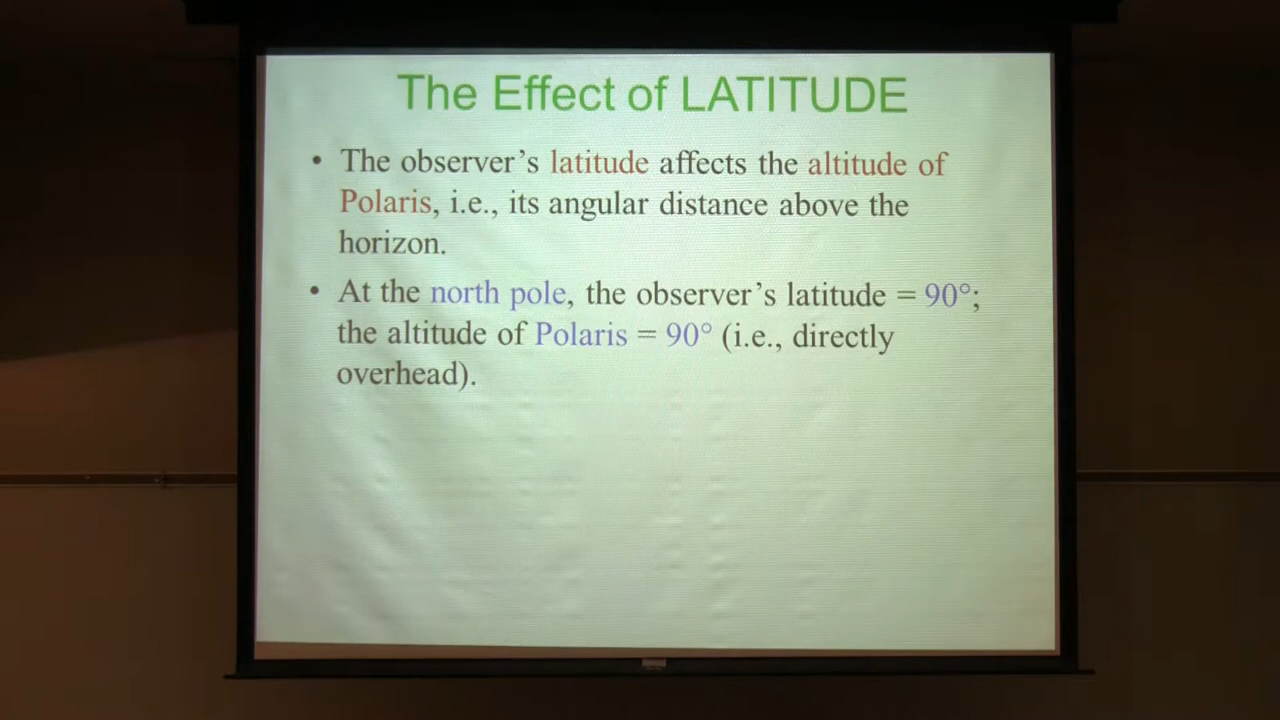 The Effect of LATITUDE
• The observer's latitude affects the altitude of
Polaris, i.e., its angular distance above the
horizon.
• At the north pole, the observer's latitude = 90°;
the altitude of Polaris = 90° (i.e., directly
overhead).